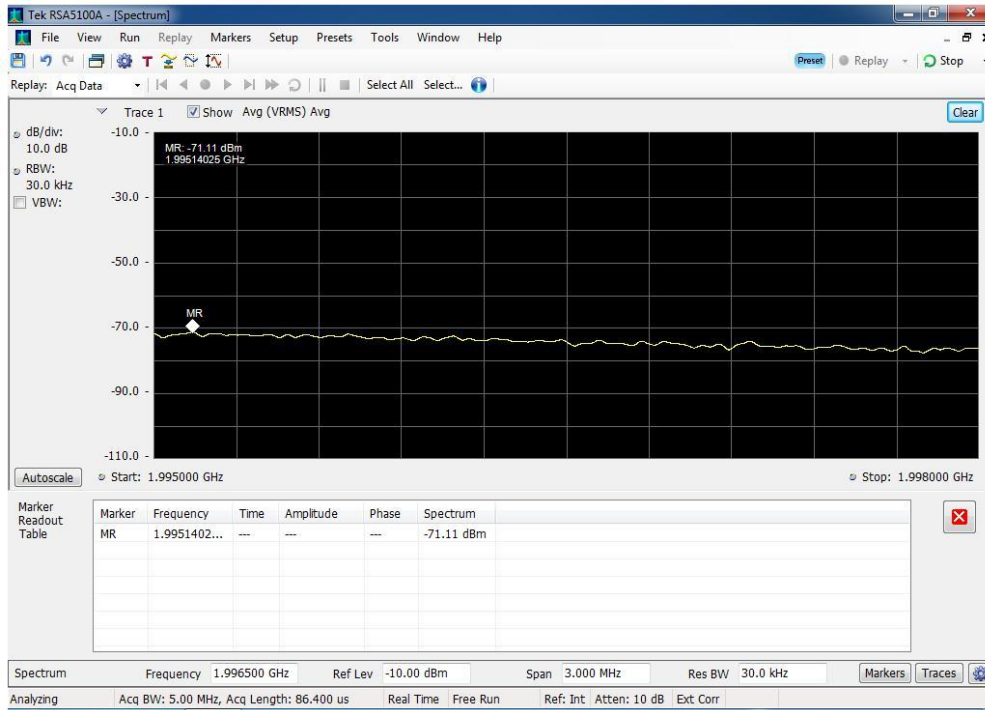 Tek RSA5100A - [Spectrum]
File View Run Replay Markers Setup Presets Tools Window Help
T Preset Replay Stop
Replay: Acq Data Select All Select...
Trace 1 Show Avg (VRMS) Avg Clear
dB/div:
10.0 dB
RBW:
30.0 kHz
VBW:
-10.0
-30.0
-50.0
-70.0
-90.0
-110.0
MR: -71.11 dBm
1.99514025 GHz
MR
Autoscale Start: 1.995000 GHz Stop: 1.998000 GHz
Marker
Readout
Table
Marker Frequency Time Amplitude Phase Spectrum
MR 1.9951402... --- --- --- -71.11 dBm
Spectrum Frequency 1.996500 GHz Ref Lev -10.00 dBm Span 3.000 MHz Res BW 30.0 kHz Markers Traces
Analyzing Acq BW: 5.00 MHz, Acq Length: 86.400 us Real Time Free Run Ref: Int Atten: 10 dB Ext Corr